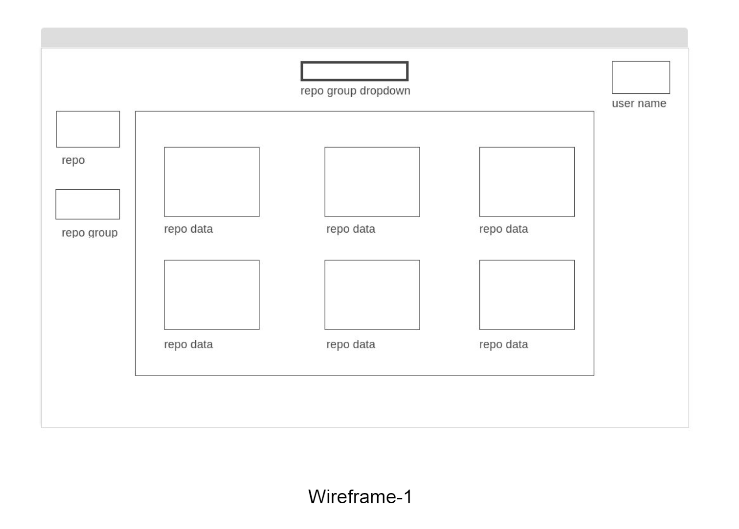 repo group dropdown
user name
repo
repo group
repo data
repo data
repo data
repo data
repo data
repo data
Wireframe-1